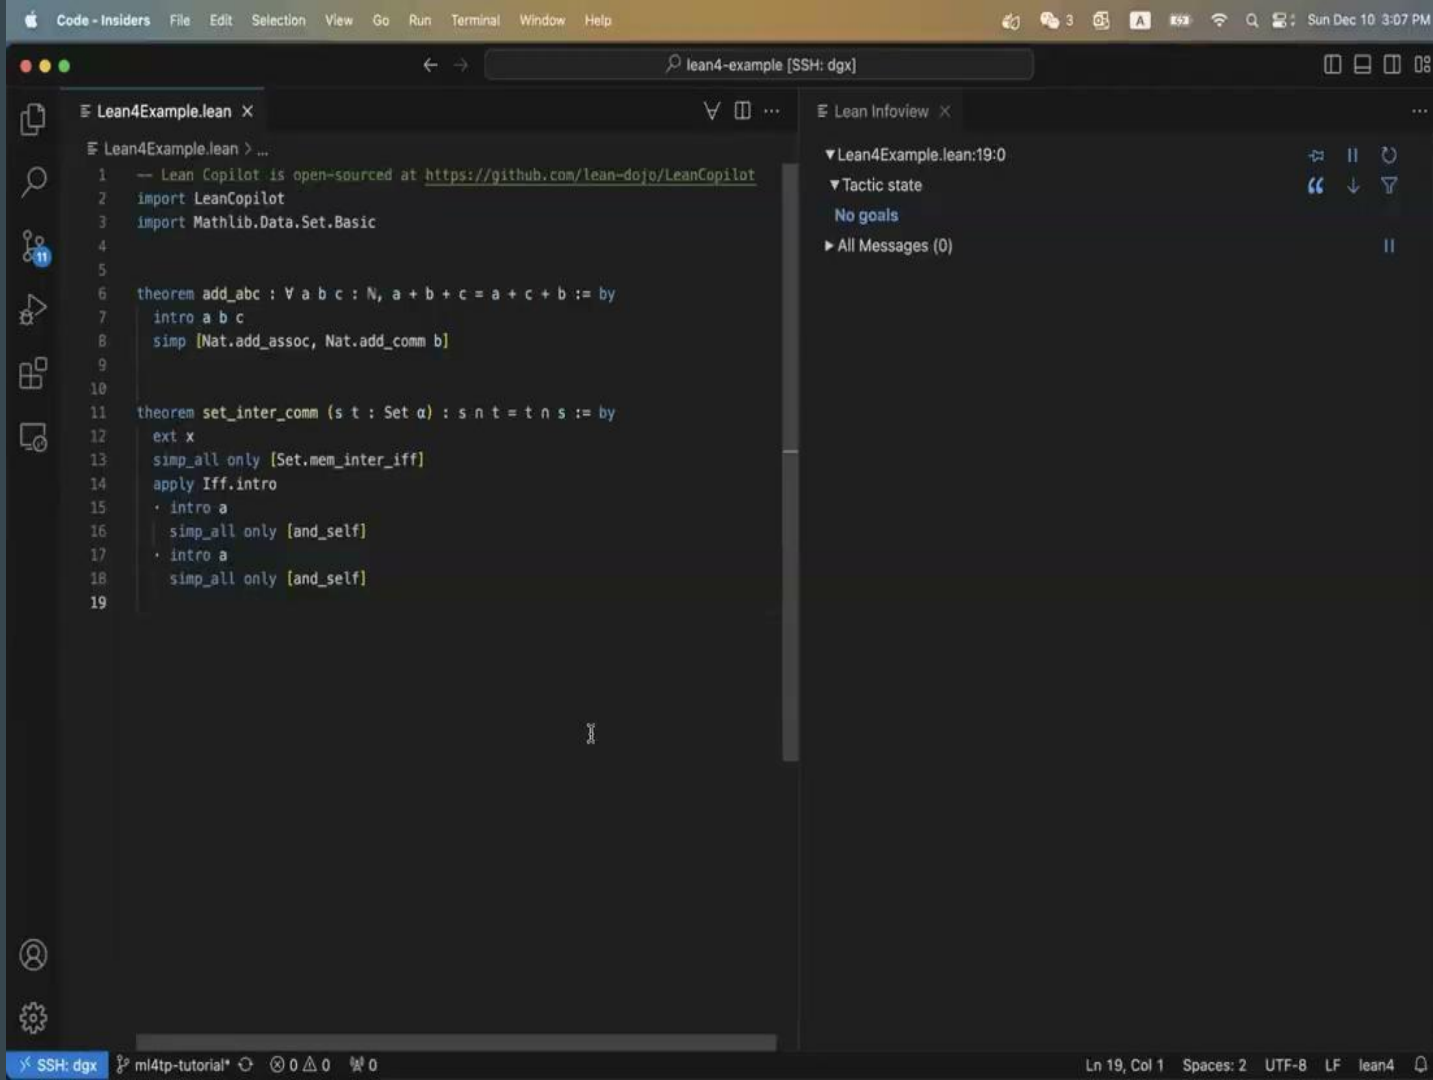 Code - Insiders File Edit Selection View Go Run Terminal Window Help 3 A Sun Dec 10 3:07 PM
lean4-example [SSH: dgx]
Lean4Example.lean
Lean Infoview
Lean4Example.lean > ...
1 -- Lean Copilot is open-sourced at https://github.com/lean-dojo/LeanCopilot
2 import LeanCopilot
3 import Mathlib.Data.Set.Basic
4
5
6 theorem add_abc : ∀ a b c : ℕ, a + b + c = a + c + b := by
7 intro a b c
8 simp [Nat.add_assoc, Nat.add_comm b]
9
10
11 theorem set_inter_comm (s t : Set α) : s ∩ t = t ∩ s := by
12 ext x
13 simp_all only [Set.mem_inter_iff]
14 apply Iff.intro
15 · intro a
16 simp_all only [and_self]
17 · intro a
18 simp_all only [and_self]
19
Lean4Example.lean:19:0
Tactic state
No goals
All Messages (0)
11
SSH: dgx ml4tp-tutorial* 0 0 0 Ln 19, Col 1 Spaces: 2 UTF-8 LF lean4